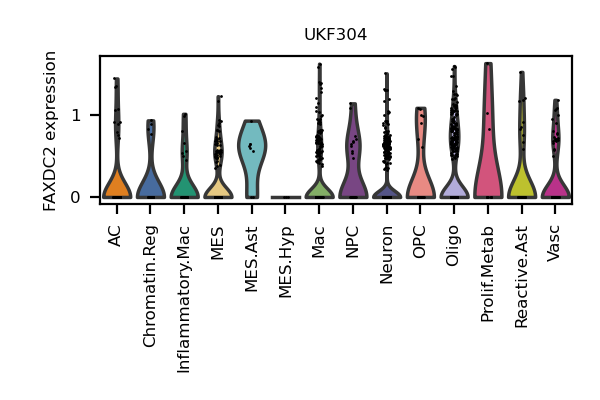 UKF304
FAXDC2 expression
1
0
AC
Chromatin.Reg
Inflammatory.Mac
MES
MES.Ast
MES.Hyp
Mac
NPC
Neuron
OPC
Oligo
Prolif.Metab
Reactive.Ast
Vasc